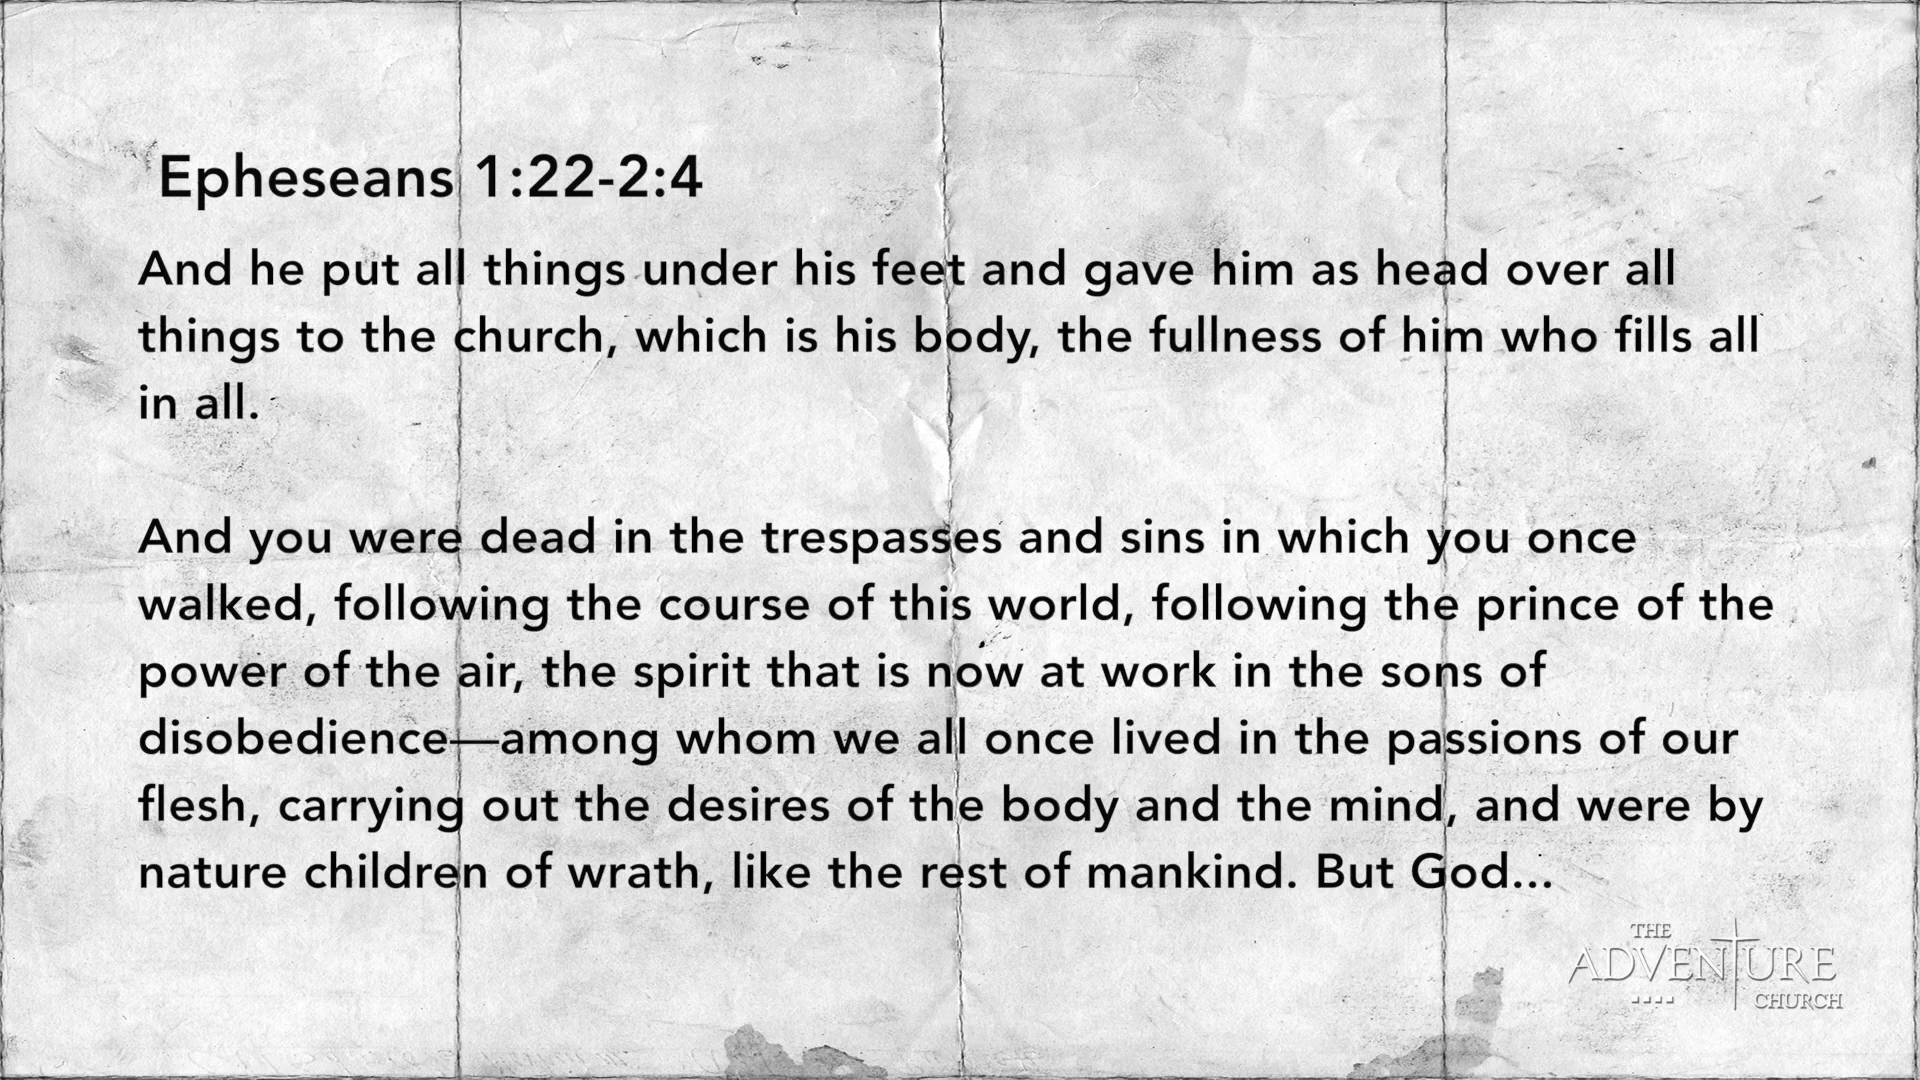 Epheseans 1:22-2:4
And he put all things under his feet and gave him as head over all
things to the church, which is his body, the fullness of him who fills all
in all.
And you were dead in the trespasses and sins in which you once
walked, following the course of this world, following the prince of the
power of the air, the spirit that is now at work in the sons of
disobedience—among whom we all once lived in the passions of our
flesh, carrying out the desires of the body and the mind, and were by
nature children of wrath, like the rest of mankind. But God...
THE
ADVENTURE
CHURCH